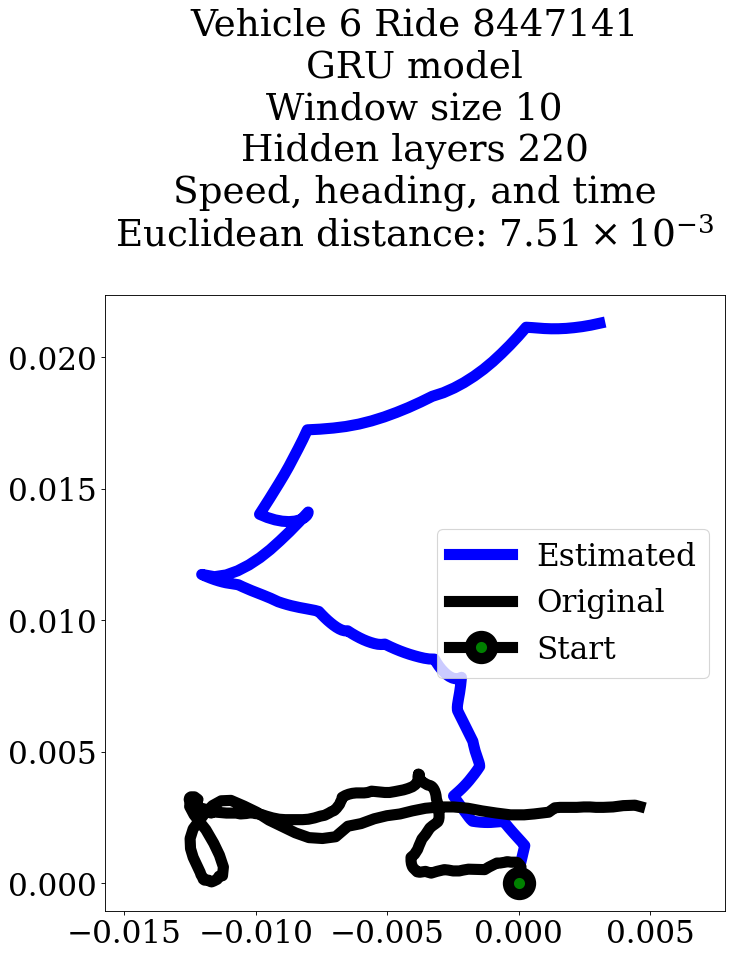 Vehicle 6 Ride 8447141
GRU model
Window size 10
Hidden layers 220
Speed, heading, and time
Euclidean distance: 7.51 × 10⁻³
0.020
0.015
0.010
0.005
0.000
Estimated
Original
Start
−0.015 −0.010 −0.005 0.000 0.005